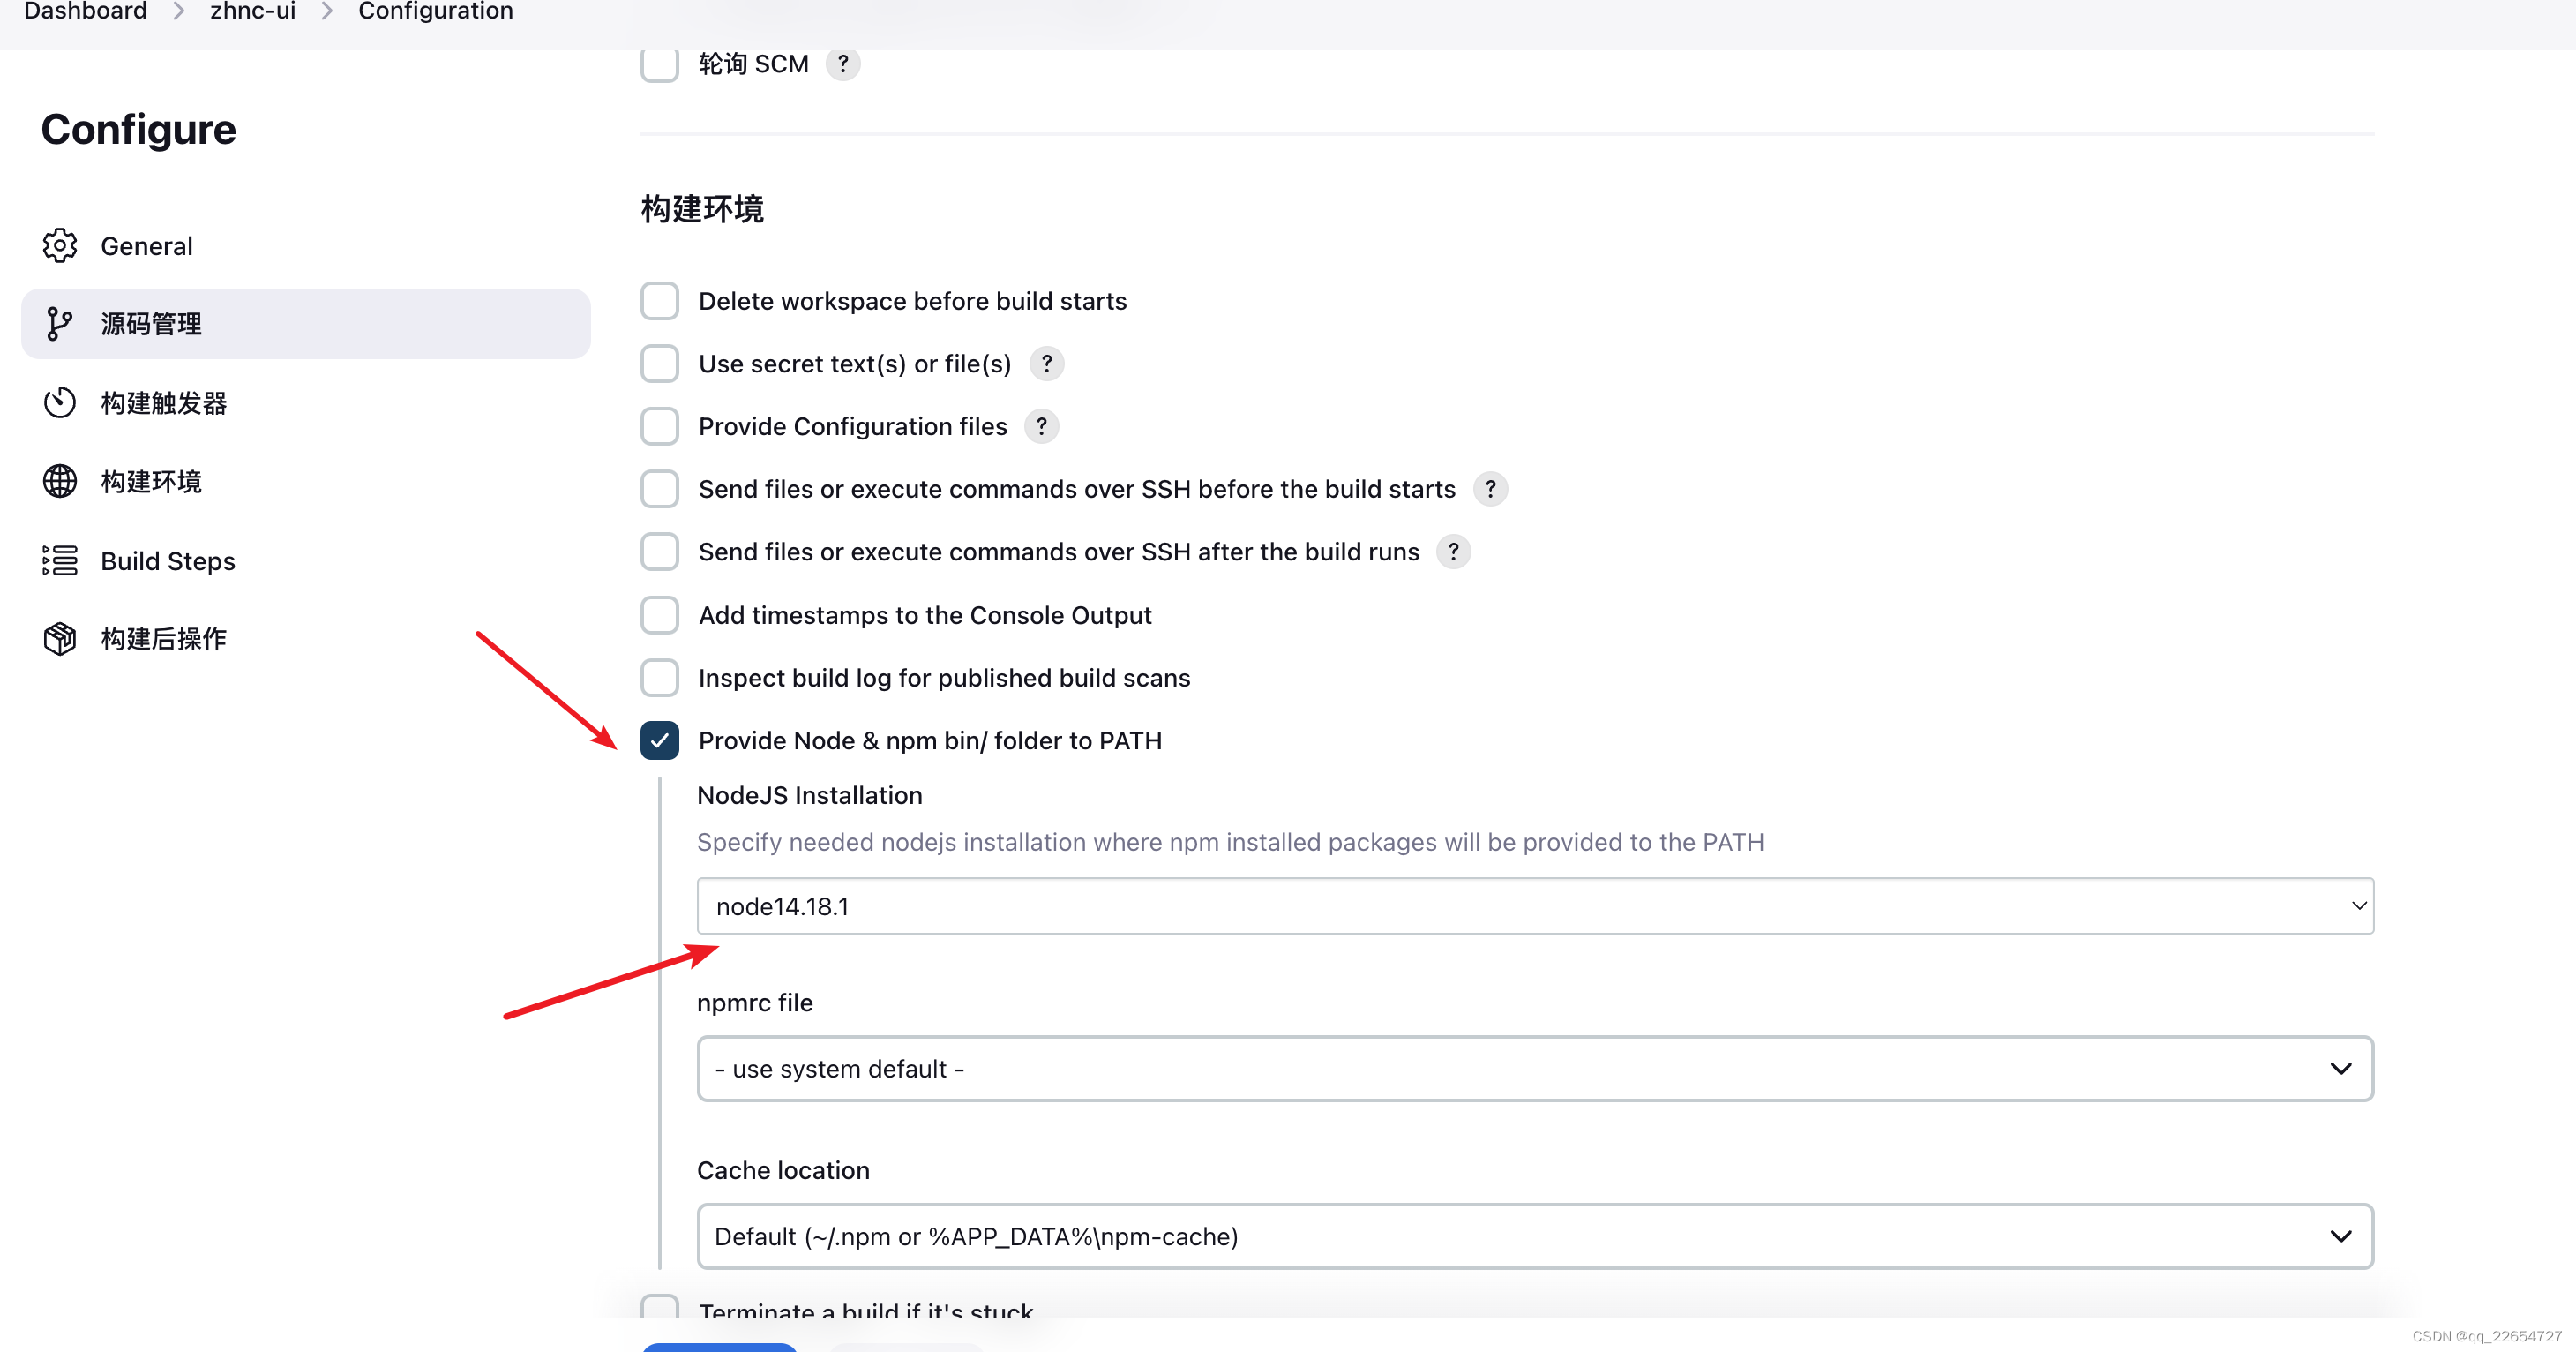 Dashboard > zhnc-ui > Configuration
Configure
General
源码管理
构建触发器
构建环境
Build Steps
构建后操作
轮询 SCM ?
构建环境
Delete workspace before build starts
Use secret text(s) or file(s) ?
Provide Configuration files ?
Send files or execute commands over SSH before the build starts ?
Send files or execute commands over SSH after the build runs ?
Add timestamps to the Console Output
Inspect build log for published build scans
Provide Node & npm bin/ folder to PATH
NodeJS Installation
Specify needed nodejs installation where npm installed packages will be provided to the PATH
node14.18.1
npmrc file
- use system default -
Cache location
Default (~/.npm or %APP_DATA%\npm-cache)
Terminate a build if it's stuck
CSDN @qq_22654727